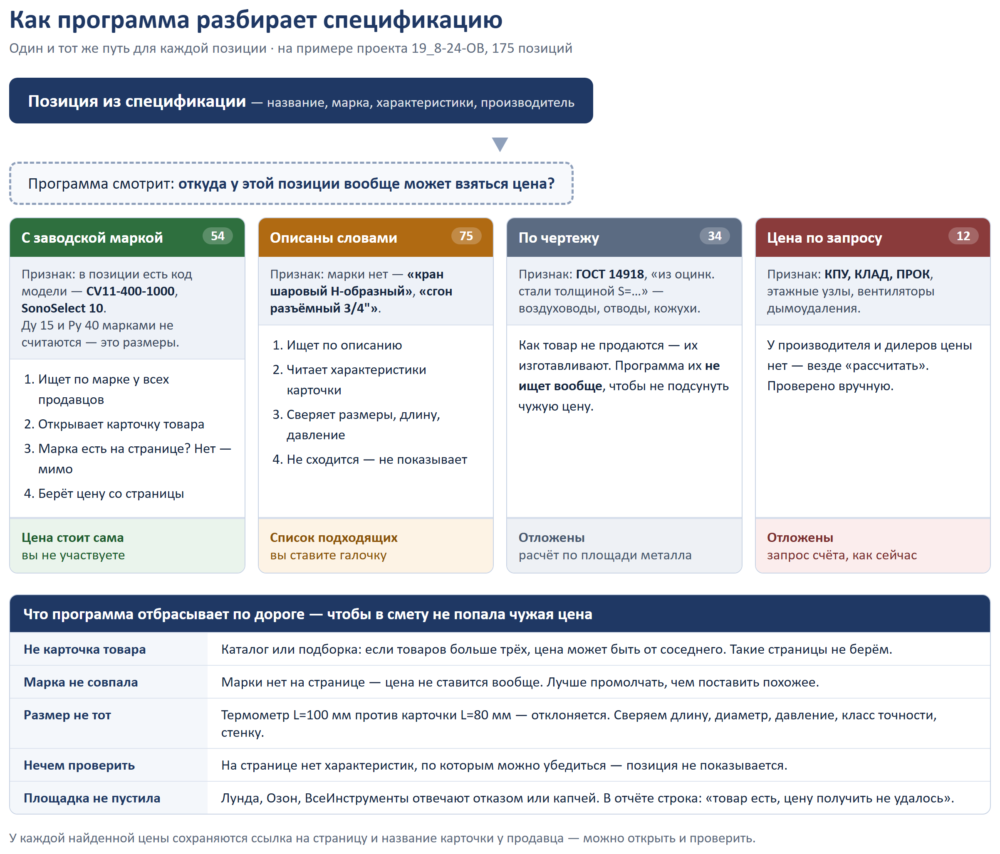 Как программа разбирает спецификацию
Один и тот же путь для каждой позиции · на примере проекта 19_8-24-ОВ, 175 позиций
Позиция из спецификации — название, марка, характеристики, производитель
Программа смотрит: откуда у этой позиции вообще может взяться цена?
С заводской маркой 54
Признак: в позиции есть код
модели — CV11-400-1000,
SonoSelect 10.
Ду 15 и Ру 40 марками не
считаются — это размеры.
1. Ищет по марке у всех
продавцов
2. Открывает карточку товара
3. Марка есть на странице? Нет —
мимо
4. Берёт цену со страницы
Цена стоит сама
вы не участвуете
Описаны словами 75
Признак: марки нет — «кран
шаровый Н-образный», «сгон
разъёмный 3/4"».
1. Ищет по описанию
2. Читает характеристики
карточки
3. Сверяет размеры, длину,
давление
4. Не сходится — не показывает
Список подходящих
вы ставите галочку
По чертежу 34
Признак: ГОСТ 14918, «из оцинк.
стали толщиной S=...» —
воздуховоды, отводы, кожухи.
Как товар не продаются — их
изготавливают. Программа их не
ищет вообще, чтобы не подсунуть
чужую цену.
Отложены
расчёт по площади металла
Цена по запросу 12
Признак: КПУ, КЛАД, ПРОК,
этажные узлы, вентиляторы
дымоудаления.
У производителя и дилеров цены
нет — везде «рассчитать».
Проверено вручную.
Отложены
запрос счёта, как сейчас
Что программа отбрасывает по дороге — чтобы в смету не попала чужая цена
Не карточка товара
Каталог или подборка: если товаров больше трёх, цена может быть от соседнего. Такие страницы не берём.
Марка не совпала
Марки нет на странице — цена не ставится вообще. Лучше промолчать, чем поставить похожее.
Размер не тот
Термометр L=100 мм против карточки L=80 мм — отклоняется. Сверяем длину, диаметр, давление, класс точности,
стенку.
Нечем проверить
На странице нет характеристик, по которым можно убедиться — позиция не показывается.
Площадка не пустила
Лунда, Озон, ВсеИнструменты отвечают отказом или капчей. В отчёте строка: «товар есть, цену получить не удалось».
У каждой найденной цены сохраняются ссылка на страницу и название карточки у продавца — можно открыть и проверить.